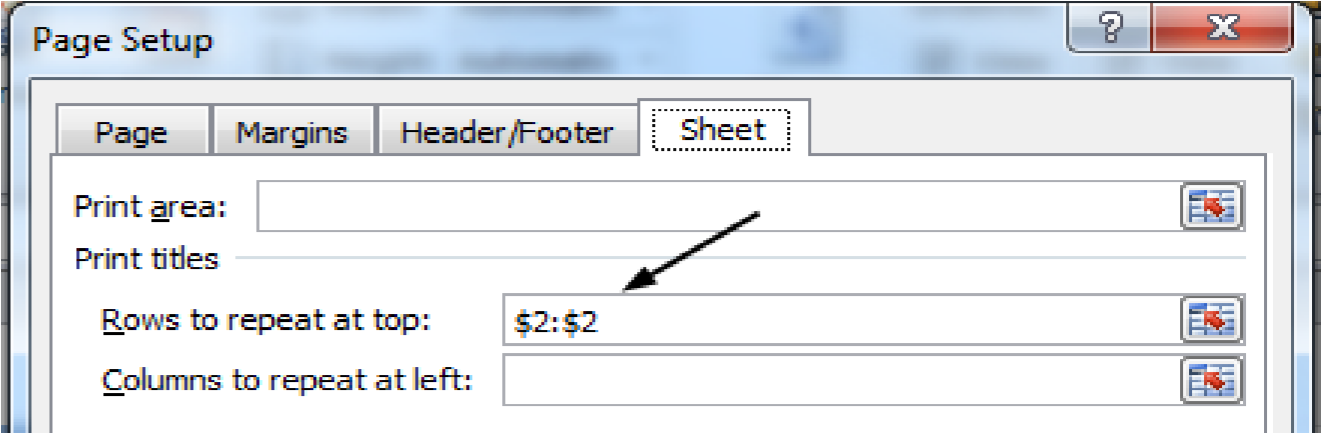 Page Setup
Page Margins Header/Footer Sheet
Print area:
Print titles
Rows to repeat at top: $2:$2
Columns to repeat at left: